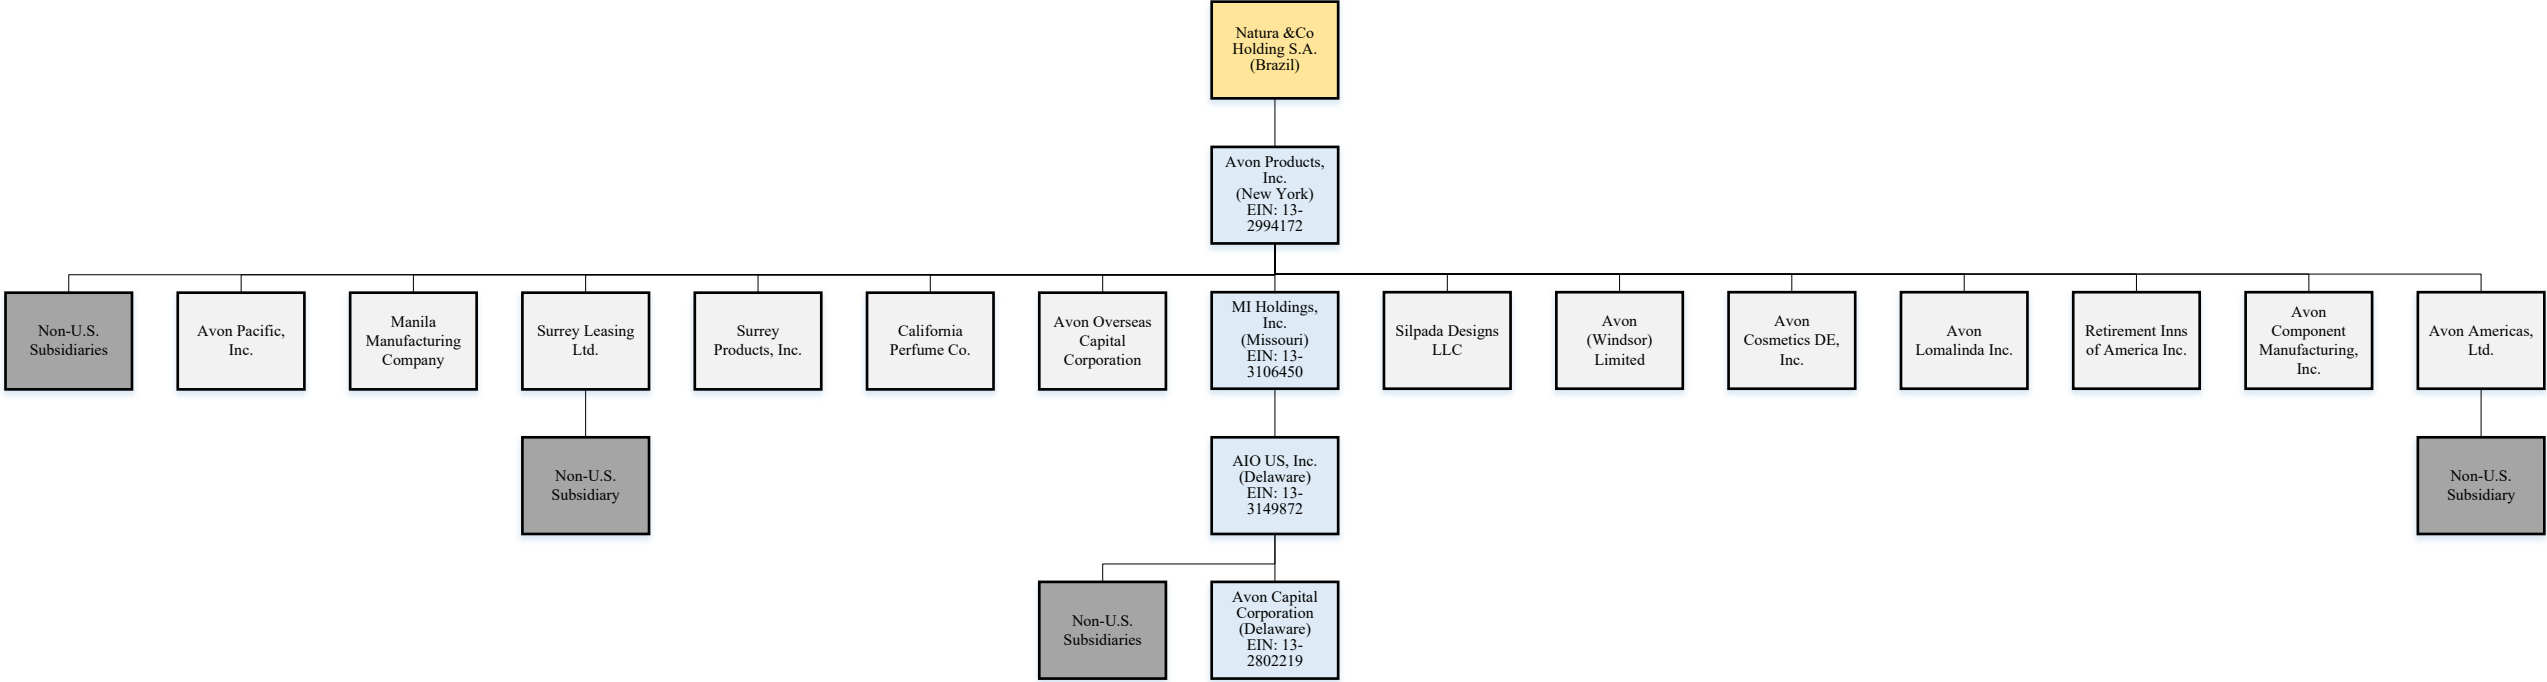 Natura &Co
Holding S.A.
(Brazil)
Avon Products,
Inc.
(New York)
EIN: 13-
2994172
Non-U.S.
Subsidiaries
Avon Pacific,
Inc.
Manila
Manufacturing
Company
Surrey Leasing
Ltd.
Surrey
Products, Inc.
California
Perfume Co.
Avon Overseas
Capital
Corporation
MI Holdings,
Inc.
(Missouri)
EIN: 13-
3106450
Silpada Designs
LLC
Avon
(Windsor)
Limited
Avon
Cosmetics DE,
Inc.
Avon
Lomalinda Inc.
Retirement Inns
of America Inc.
Avon
Component
Manufacturing,
Inc.
Avon Americas,
Ltd.
Non-U.S.
Subsidiary
AIO US, Inc.
(Delaware)
EIN: 13-
3149872
Non-U.S.
Subsidiary
Non-U.S.
Subsidiaries
Avon Capital
Corporation
(Delaware)
EIN: 13-
2802219